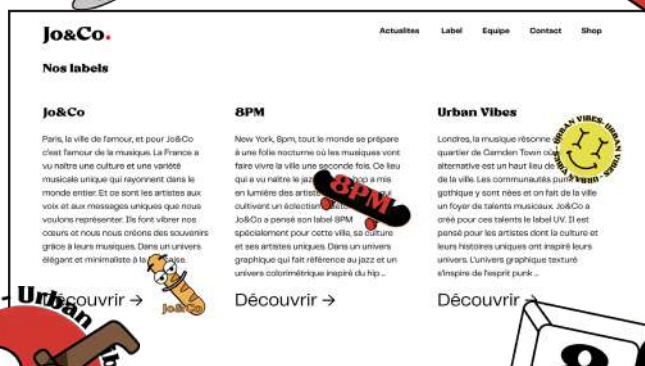 Jo&Co.
Actualites Label Equipe Contact Shop
Nos labels
Jo&Co
Paris, la ville de l'amour, et pour Jo&Co
c'est l'amour de la musique. La France a
vu naitre une culture et une variété
musicale unique qui rayonnent dans le
monde entier. Et ce sont les artistes aux
voix et aux messages uniques que nous
voulons représenter. Ils font vibrer nos
cœurs et nous nous créons des souvenirs
grâce à leurs musiques. Dans un univers
élégant et minimaliste à la
Découvrir →
Jo&Co
8PM
New York, 8pm, tout le monde se prépare
à une folie nocturne où les musiques vont
faire vivre la ville une seconde fois. Ce lieu
qui a vu naitre le a mis
en lumière des
cultivent un
Jo&Co a pensé son label 8PM
spécialement pour cette ville, sa culture
et ses artistes uniques. Dans un univers
graphique qui fait référence au jazz et un
univers colorimétrique inspiré du hip ...
Découvrir →
8PM
Urban Vibes
Londres, la musique résonne
quartier de Camden Town où
alternative est un haut lieu de
de la ville. Les communautés
gothique y sont nées et on fait de la ville
un foyer de talents musicaux. Jo&Co a
créé pour ces talents le label UV. Il est
pensé pour les artistes dont la culture et
leurs histoires uniques ont inspiré leurs
univers. L'univers graphique texturé
s'inspire de l'esprit punk ...
Découvrir →
URBAN VIBES - URBAN VIBES
- Urban